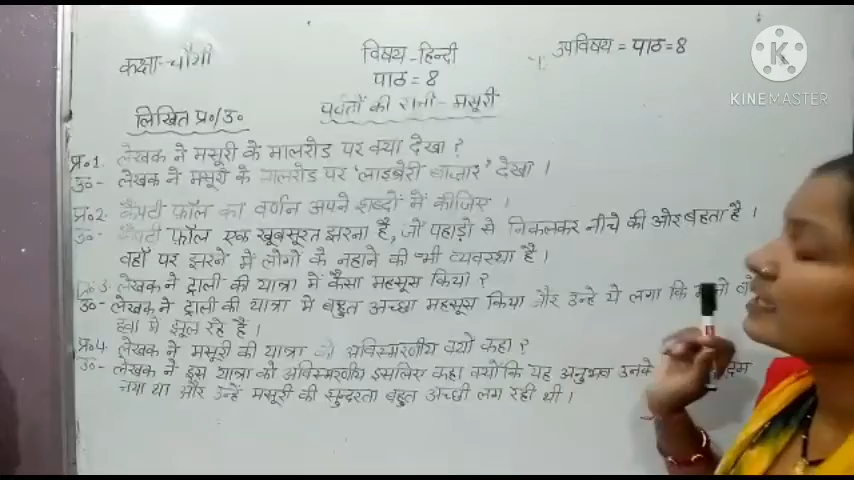 कक्षा-चौथी
विषय-हिन्दी
उपविषय = पाठ=8
पाठ = 8
पर्वतों की रानी - मसूरी
लिखित प्र०/उ०
प्र०1. लेखक ने मसूरी के मालरोड पर क्या देखा ?
उ०- लेखक ने मसूरी के मालरोड पर 'लाइब्रेरी बाजार' देखा ।
प्र०2. कैंपटी फॉल का वर्णन अपने शब्दों में कीजिए ।
उ०- कैंपटी फॉल एक खूबसूरत झरना है, जो पहाड़ो से निकलकर नीचे की ओर बहता है ।
वहाँ पर झरने में लोगों के नहाने की भी व्यवस्था है ।
प्र०3. लेखक ने ट्राली की यात्रा में कैसा महसूस किया ?
उ०- लेखक ने ट्राली की यात्रा में बहुत अच्छा महसूस किया और उन्हे ये लगा कि
हवा में झूल रहे हैं ।
प्र०4. लेखक ने मसूरी की यात्रा को अविस्मरणीय क्यों कहा ?
उ०- लेखक ने इस यात्रा को अविस्मरणीय इसलिए कहा क्योंकि यह अनुभव उनके
नया था और उन्हें मसूरी की सुन्दरता बहुत अच्छी लग रही थी ।
KINEMASTER